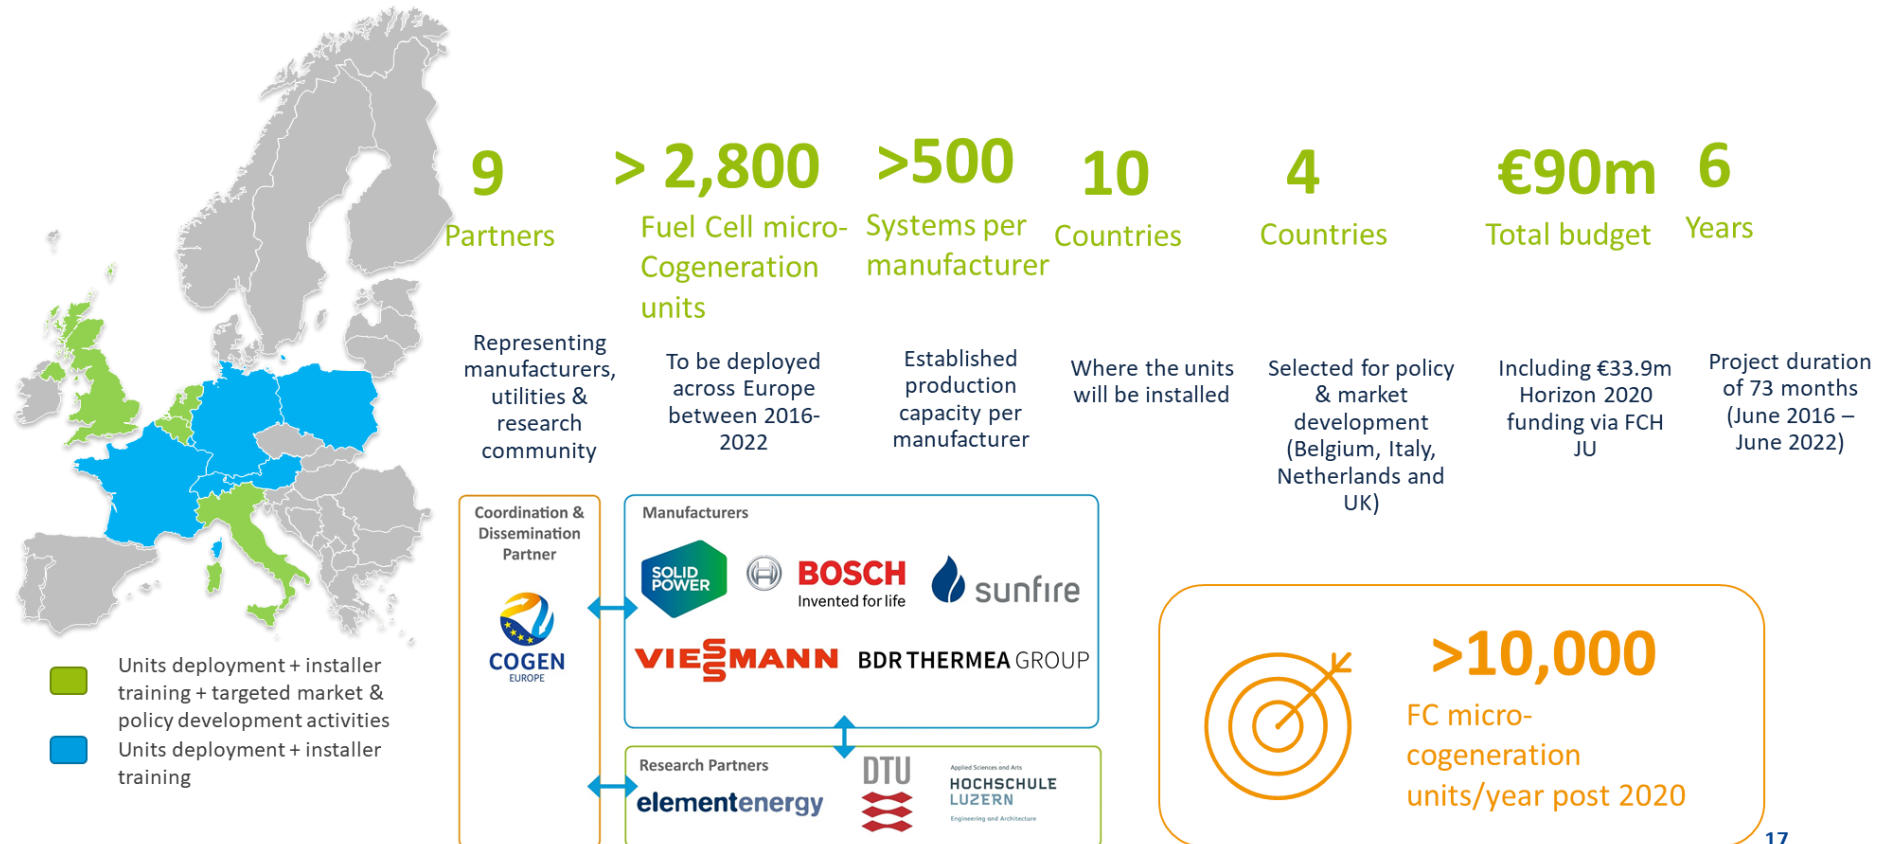 9
Partners
Representing
manufacturers,
utilities &
research
community
> 2,800
Fuel Cell micro-
Cogeneration
units
To be deployed
across Europe
between 2016-
2022
>500
Systems per
manufacturer
Established
production
capacity per
manufacturer
10
Countries
Where the units
will be installed
4
Countries
Selected for policy
& market
development
(Belgium, Italy,
Netherlands and
UK)
€90m
Total budget
Including €33.9m
Horizon 2020
funding via FCH
JU
6
Years
Project duration
of 73 months
(June 2016 –
June 2022)
Units deployment + installer
training + targeted market &
policy development activities
Units deployment + installer
training
Coordination &
Dissemination
Partner
COGEN
EUROPE
Manufacturers
SOLID
POWER
BOSCH
Invented for life
sunfire
VIESSMANN
BDR THERMEA GROUP
Research Partners
elementenergy
DTU
Applied Sciences and Arts
HOCHSCHULE
LUZERN
Engineering and Architecture
>10,000
FC micro-
cogeneration
units/year post 2020
17